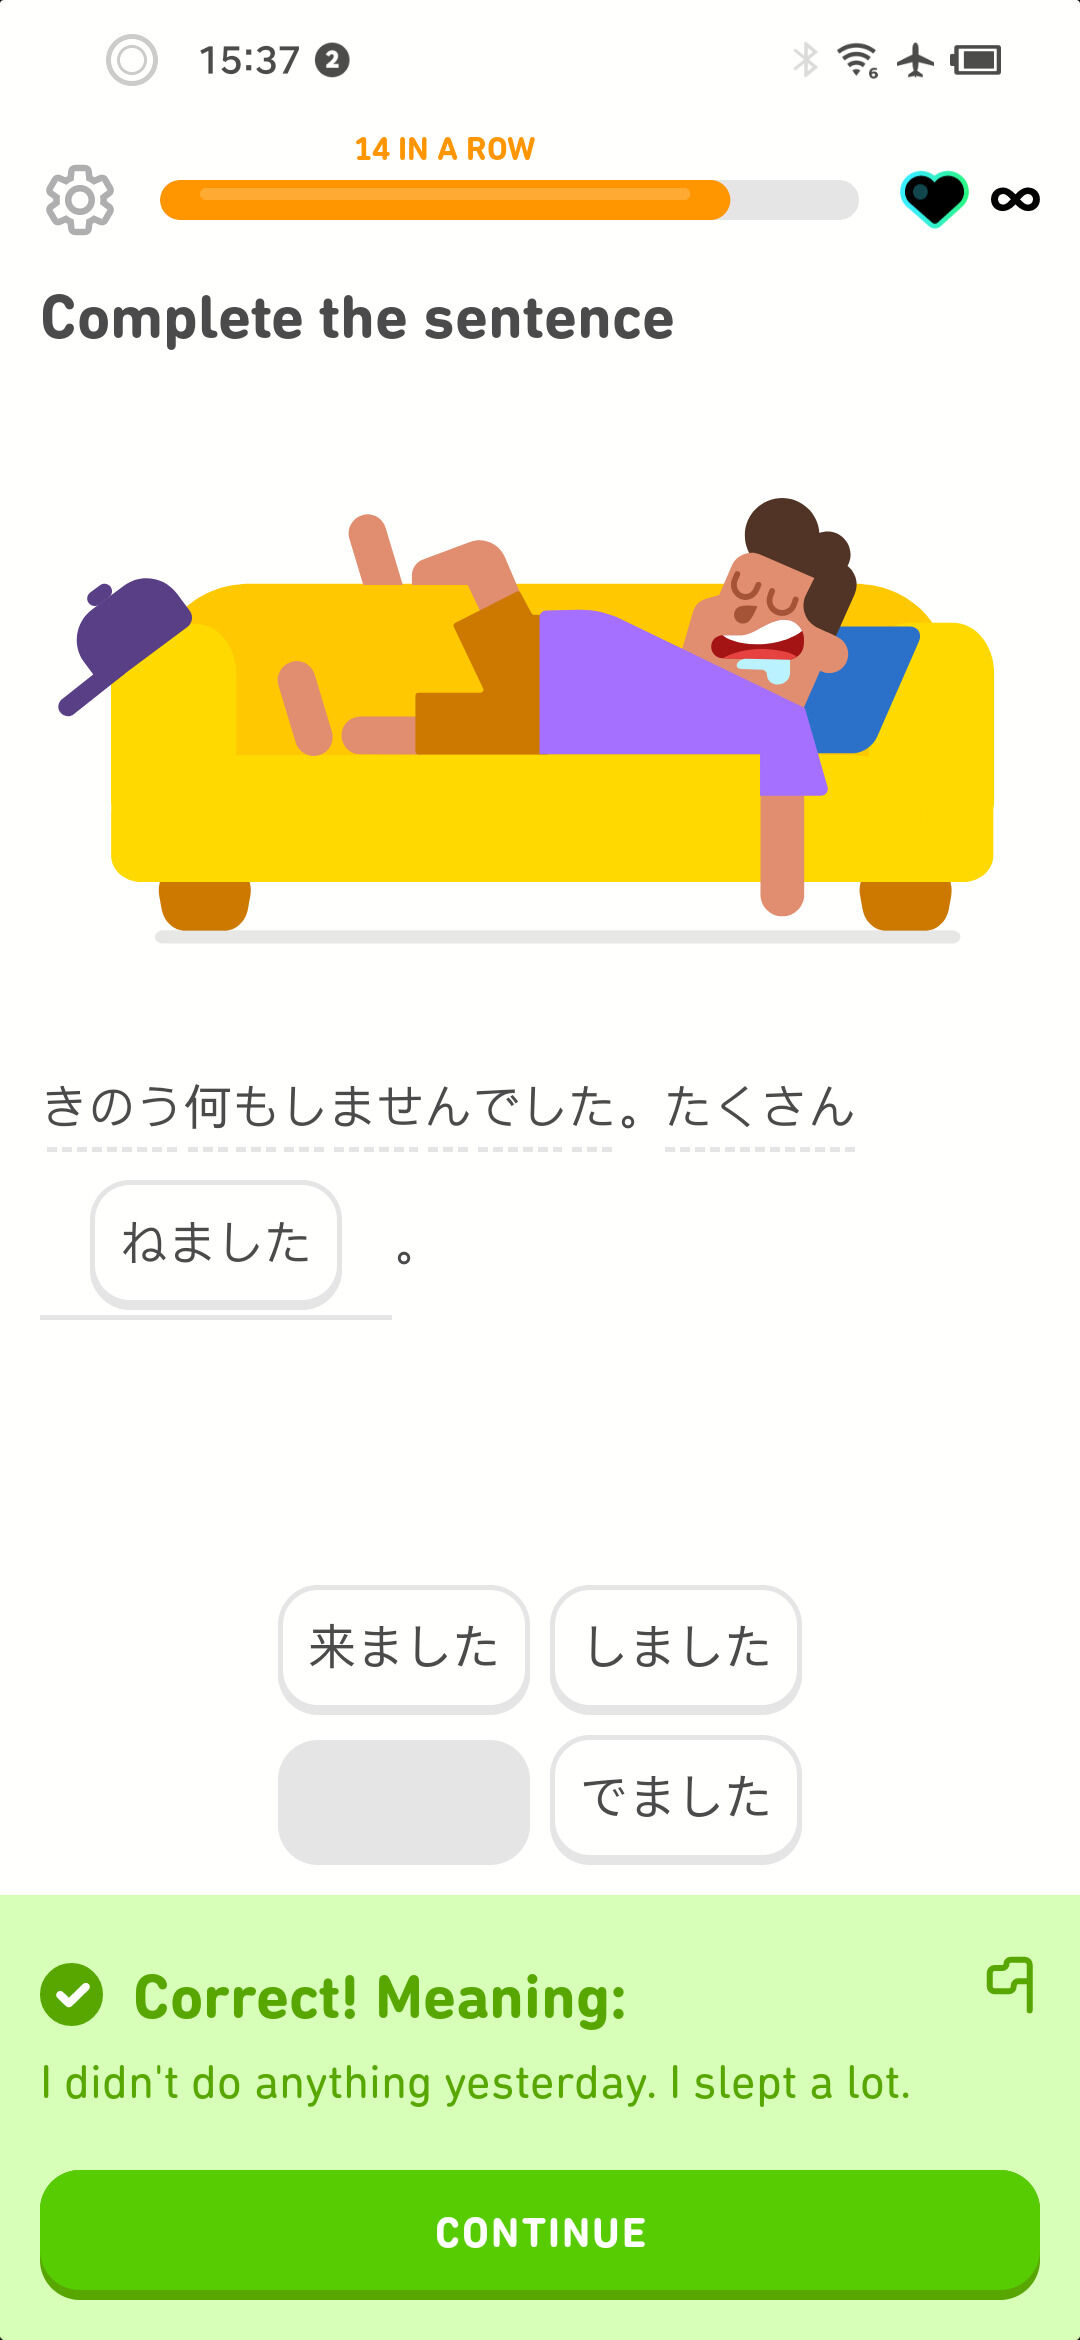 15:37 2
6
14 IN A ROW
Complete the sentence
きのう何もしませんでした。たくさん
ねました。
来ました しました
でました
Correct! Meaning:
I didn't do anything yesterday. I slept a lot.
CONTINUE